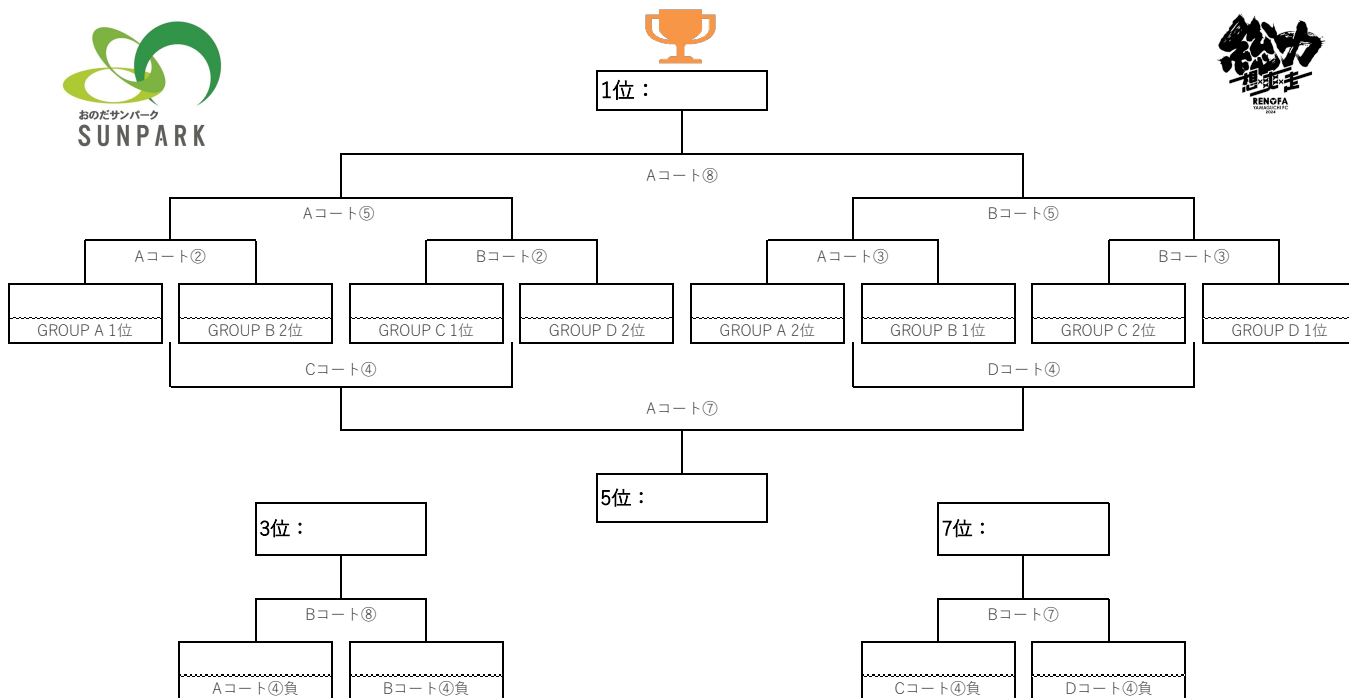 おのだサンパーク
SUNPARK
総力
想×爽×走
RENOFA
YAMAGUCHI FC
2024
1位：
Aコート⑧
Aコート⑤
Bコート⑤
Aコート②
Bコート②
Aコート③
Bコート③
GROUP A 1位
GROUP B 2位
GROUP C 1位
GROUP D 2位
GROUP A 2位
GROUP B 1位
GROUP C 2位
GROUP D 1位
Cコート④
Dコート④
Aコート⑦
5位：
3位：
7位：
Bコート⑧
Bコート⑦
Aコート④負
Bコート④負
Cコート④負
Dコート④負